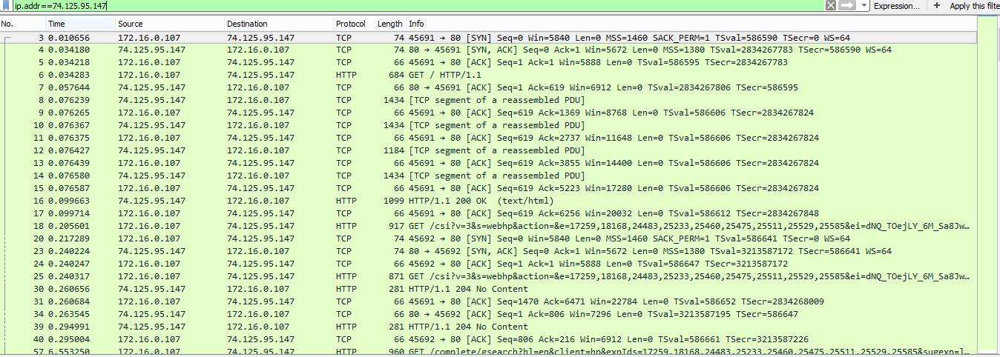 ip.addr==74.125.95.147 Expression… + Apply this filte
No. Time Source Destination Protocol Length Info
3 0.010656 172.16.0.107 74.125.95.147 TCP 74 45691 → 80 [SYN] Seq=0 Win=5840 Len=0 MSS=1460 SACK_PERM=1 TSval=586590 TSecr=0 WS=64
4 0.034180 74.125.95.147 172.16.0.107 TCP 74 80 → 45691 [SYN, ACK] Seq=0 Ack=1 Win=5672 Len=0 MSS=1380 TSval=2834267783 TSecr=586590 WS=64
5 0.034218 172.16.0.107 74.125.95.147 TCP 66 45691 → 80 [ACK] Seq=1 Ack=1 Win=5888 Len=0 TSval=586595 TSecr=2834267783
6 0.034283 172.16.0.107 74.125.95.147 HTTP 684 GET / HTTP/1.1
7 0.057644 74.125.95.147 172.16.0.107 TCP 66 80 → 45691 [ACK] Seq=1 Ack=619 Win=6912 Len=0 TSval=2834267806 TSecr=586595
8 0.076239 74.125.95.147 172.16.0.107 TCP 1434 [TCP segment of a reassembled PDU]
9 0.076265 172.16.0.107 74.125.95.147 TCP 66 45691 → 80 [ACK] Seq=619 Ack=1369 Win=8768 Len=0 TSval=586606 TSecr=2834267824
10 0.076367 74.125.95.147 172.16.0.107 TCP 1434 [TCP segment of a reassembled PDU]
11 0.076375 172.16.0.107 74.125.95.147 TCP 66 45691 → 80 [ACK] Seq=619 Ack=2737 Win=11648 Len=0 TSval=586606 TSecr=2834267824
12 0.076427 74.125.95.147 172.16.0.107 TCP 1184 [TCP segment of a reassembled PDU]
13 0.076439 172.16.0.107 74.125.95.147 TCP 66 45691 → 80 [ACK] Seq=619 Ack=3855 Win=14400 Len=0 TSval=586606 TSecr=2834267824
14 0.076580 74.125.95.147 172.16.0.107 TCP 1434 [TCP segment of a reassembled PDU]
15 0.076587 172.16.0.107 74.125.95.147 TCP 66 45691 → 80 [ACK] Seq=619 Ack=5223 Win=17280 Len=0 TSval=586606 TSecr=2834267824
16 0.099663 74.125.95.147 172.16.0.107 HTTP 1099 HTTP/1.1 200 OK (text/html)
17 0.099714 172.16.0.107 74.125.95.147 TCP 66 45691 → 80 [ACK] Seq=619 Ack=6256 Win=20032 Len=0 TSval=586612 TSecr=2834267848
18 0.205601 172.16.0.107 74.125.95.147 HTTP 917 GET /csi?v=3&s=webhp&action=&e=17259,18168,24483,25233,25460,25475,25511,25529,25585&ei=dNQ_TOejLY_6M_Sa8Jw…
20 0.217289 172.16.0.107 74.125.95.147 TCP 74 45692 → 80 [SYN] Seq=0 Win=5840 Len=0 MSS=1460 SACK_PERM=1 TSval=586641 TSecr=0 WS=64
23 0.240224 74.125.95.147 172.16.0.107 TCP 74 80 → 45692 [SYN, ACK] Seq=0 Ack=1 Win=5672 Len=0 MSS=1380 TSval=3213587172 TSecr=586641 WS=64
24 0.240247 172.16.0.107 74.125.95.147 TCP 66 45692 → 80 [ACK] Seq=1 Ack=1 Win=5888 Len=0 TSval=586647 TSecr=3213587172
25 0.240317 172.16.0.107 74.125.95.147 HTTP 871 GET /csi?v=3&s=webhp&action=&e=17259,18168,24483,25233,25460,25475,25511,25529,25585&ei=dNQ_TOejLY_6M_Sa8Jw…
30 0.260656 74.125.95.147 172.16.0.107 HTTP 281 HTTP/1.1 204 No Content
31 0.260684 172.16.0.107 74.125.95.147 TCP 66 45691 → 80 [ACK] Seq=1470 Ack=6471 Win=22784 Len=0 TSval=586652 TSecr=2834268009
34 0.263545 74.125.95.147 172.16.0.107 TCP 66 80 → 45692 [ACK] Seq=1 Ack=806 Win=7296 Len=0 TSval=3213587195 TSecr=586647
39 0.294991 74.125.95.147 172.16.0.107 HTTP 281 HTTP/1.1 204 No Content
40 0.295004 172.16.0.107 74.125.95.147 TCP 66 45692 → 80 [ACK] Seq=806 Ack=216 Win=6912 Len=0 TSval=586661 TSecr=3213587226
57 6.553250 172.16.0.107 74.125.95.147 HTTP 960 GET /complete/gsearch?hl=en&client=hp&expIds=17259,18168,24483,25233,25460,25475,25511,25529,25585&sugexp=l…